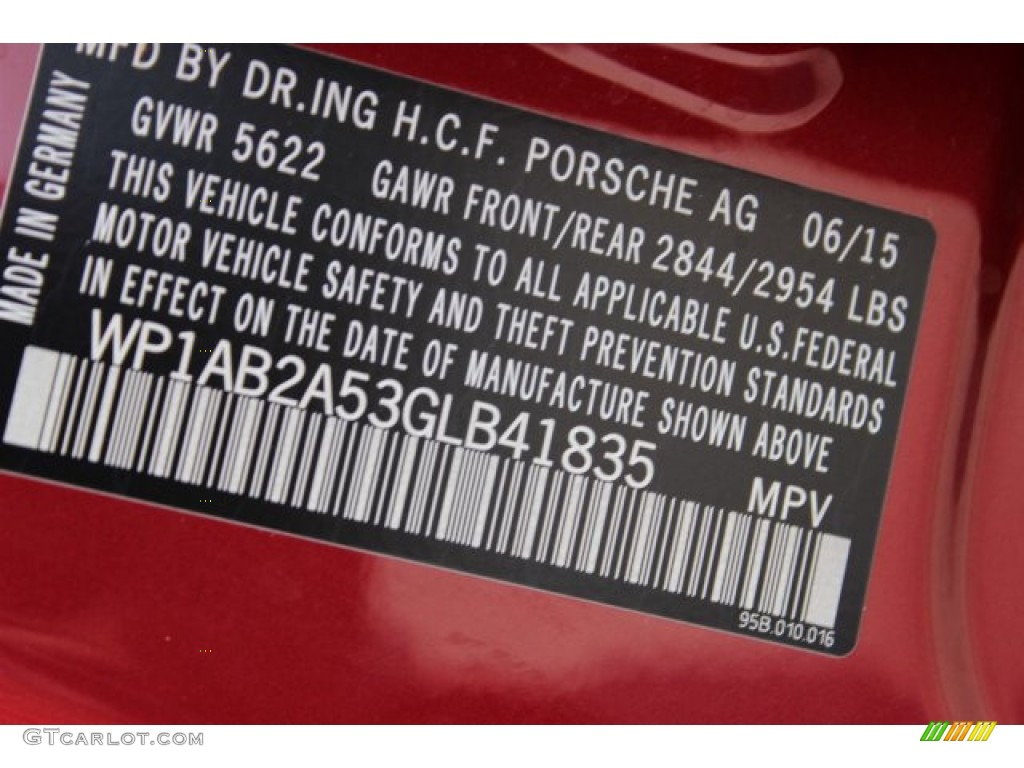 MFD BY DR.ING H.C.F. PORSCHE AG 06/15
GVWR 5622 GAWR FRONT/REAR 2844/2954 LBS
THIS VEHICLE CONFORMS TO ALL APPLICABLE U.S.FEDERAL
MOTOR VEHICLE SAFETY AND THEFT PREVENTION STANDARDS
IN EFFECT ON THE DATE OF MANUFACTURE SHOWN ABOVE
WP1AB2A53GLB41835
MPV
95B.010.016
MADE IN GERMANY
GTCARLOT.COM